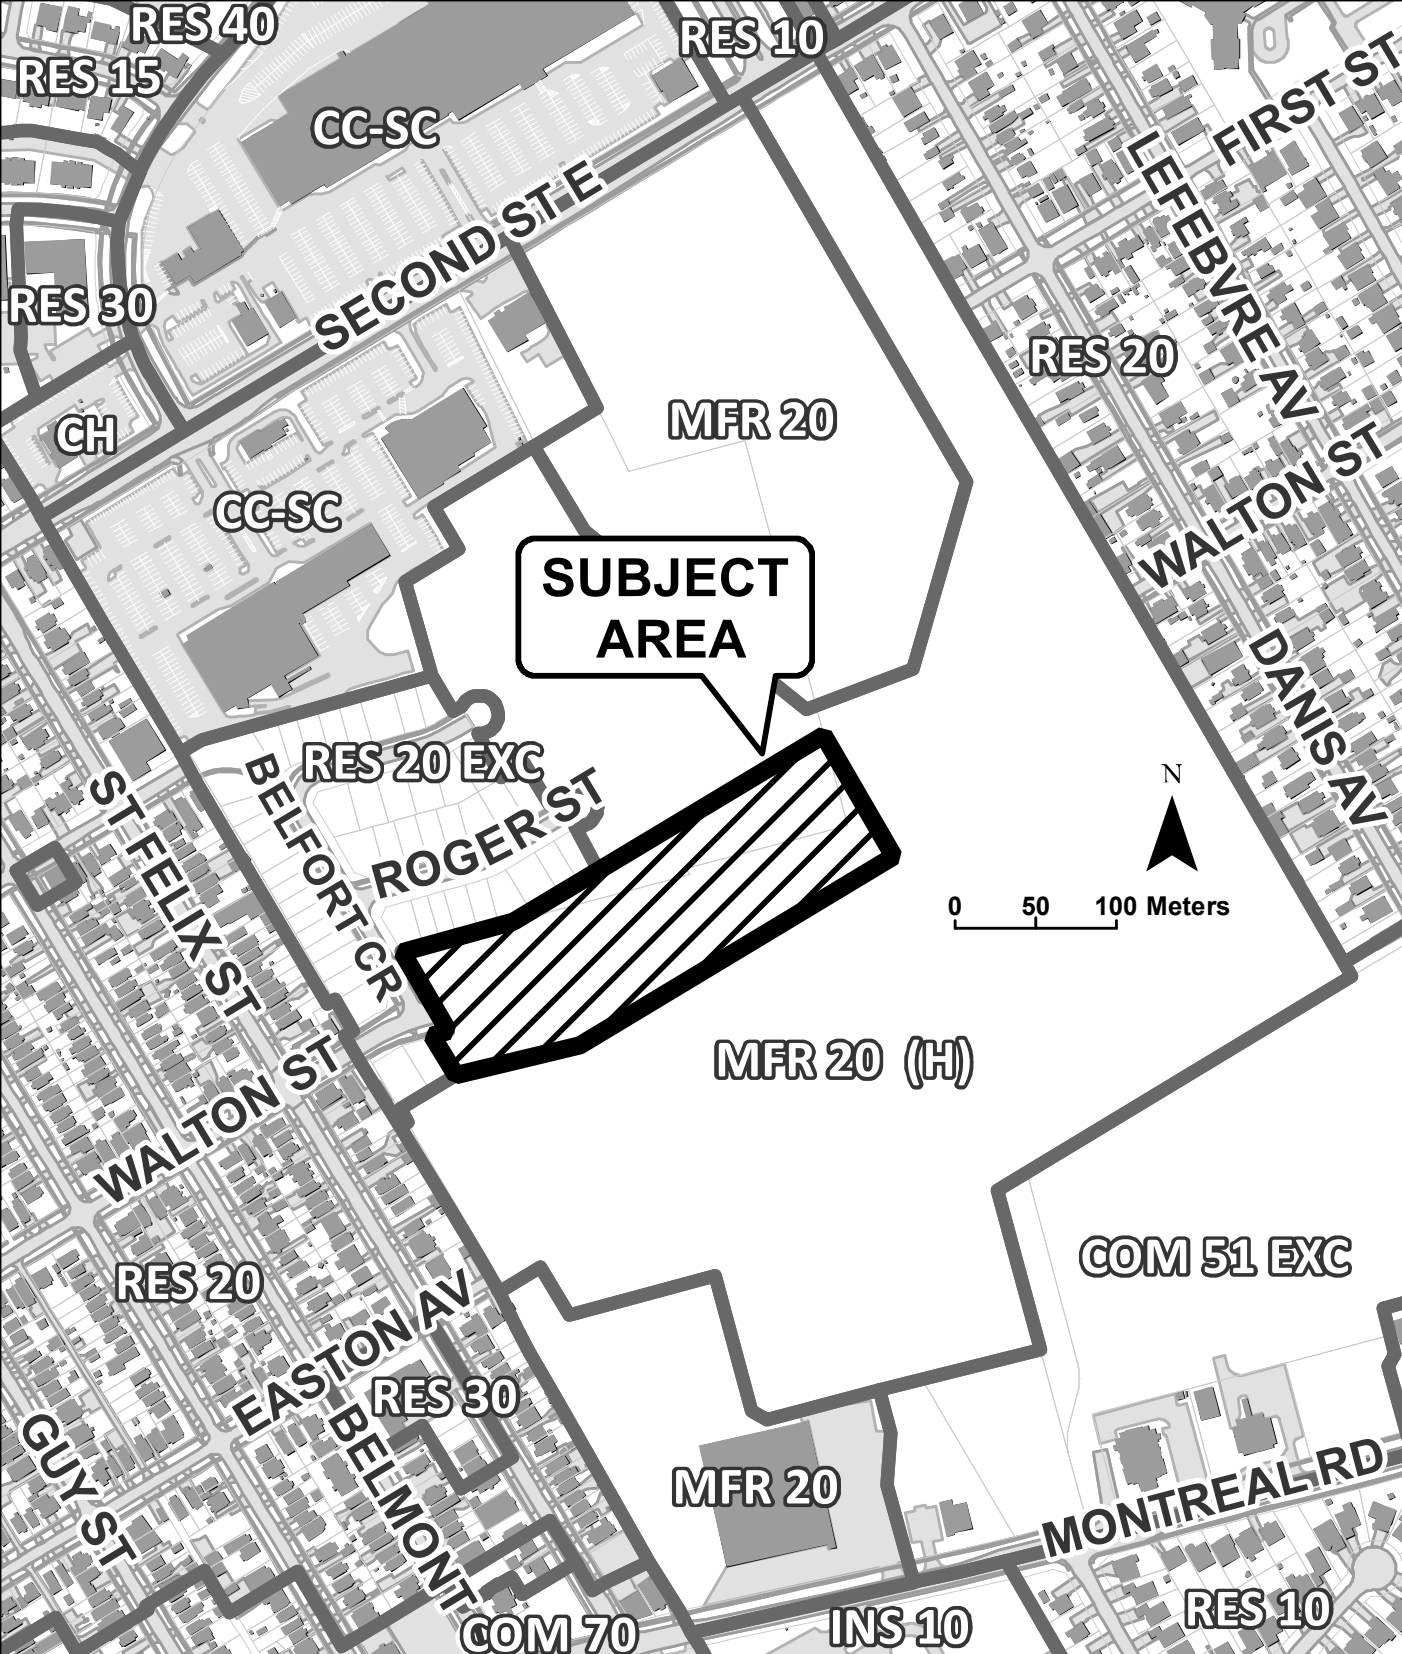 RES 40
RES 10
RES 15
CC-SC
FIRST ST
LEFEBVRE AV
SECOND ST E
RES 30
RES 20
MFR 20
CH
CC-SC
WALTON ST
SUBJECT
AREA
DANIS AV
RES 20 EXC
BELFORT CR
ROGER ST
ST FELIX ST
N
0 50 100 Meters
MFR 20 (H)
WALTON ST
COM 51 EXC
RES 20
EASTON AV
RES 30
GUY ST
BELMONT
MFR 20
MONTREAL RD
RES 10
COM 70
INS 10